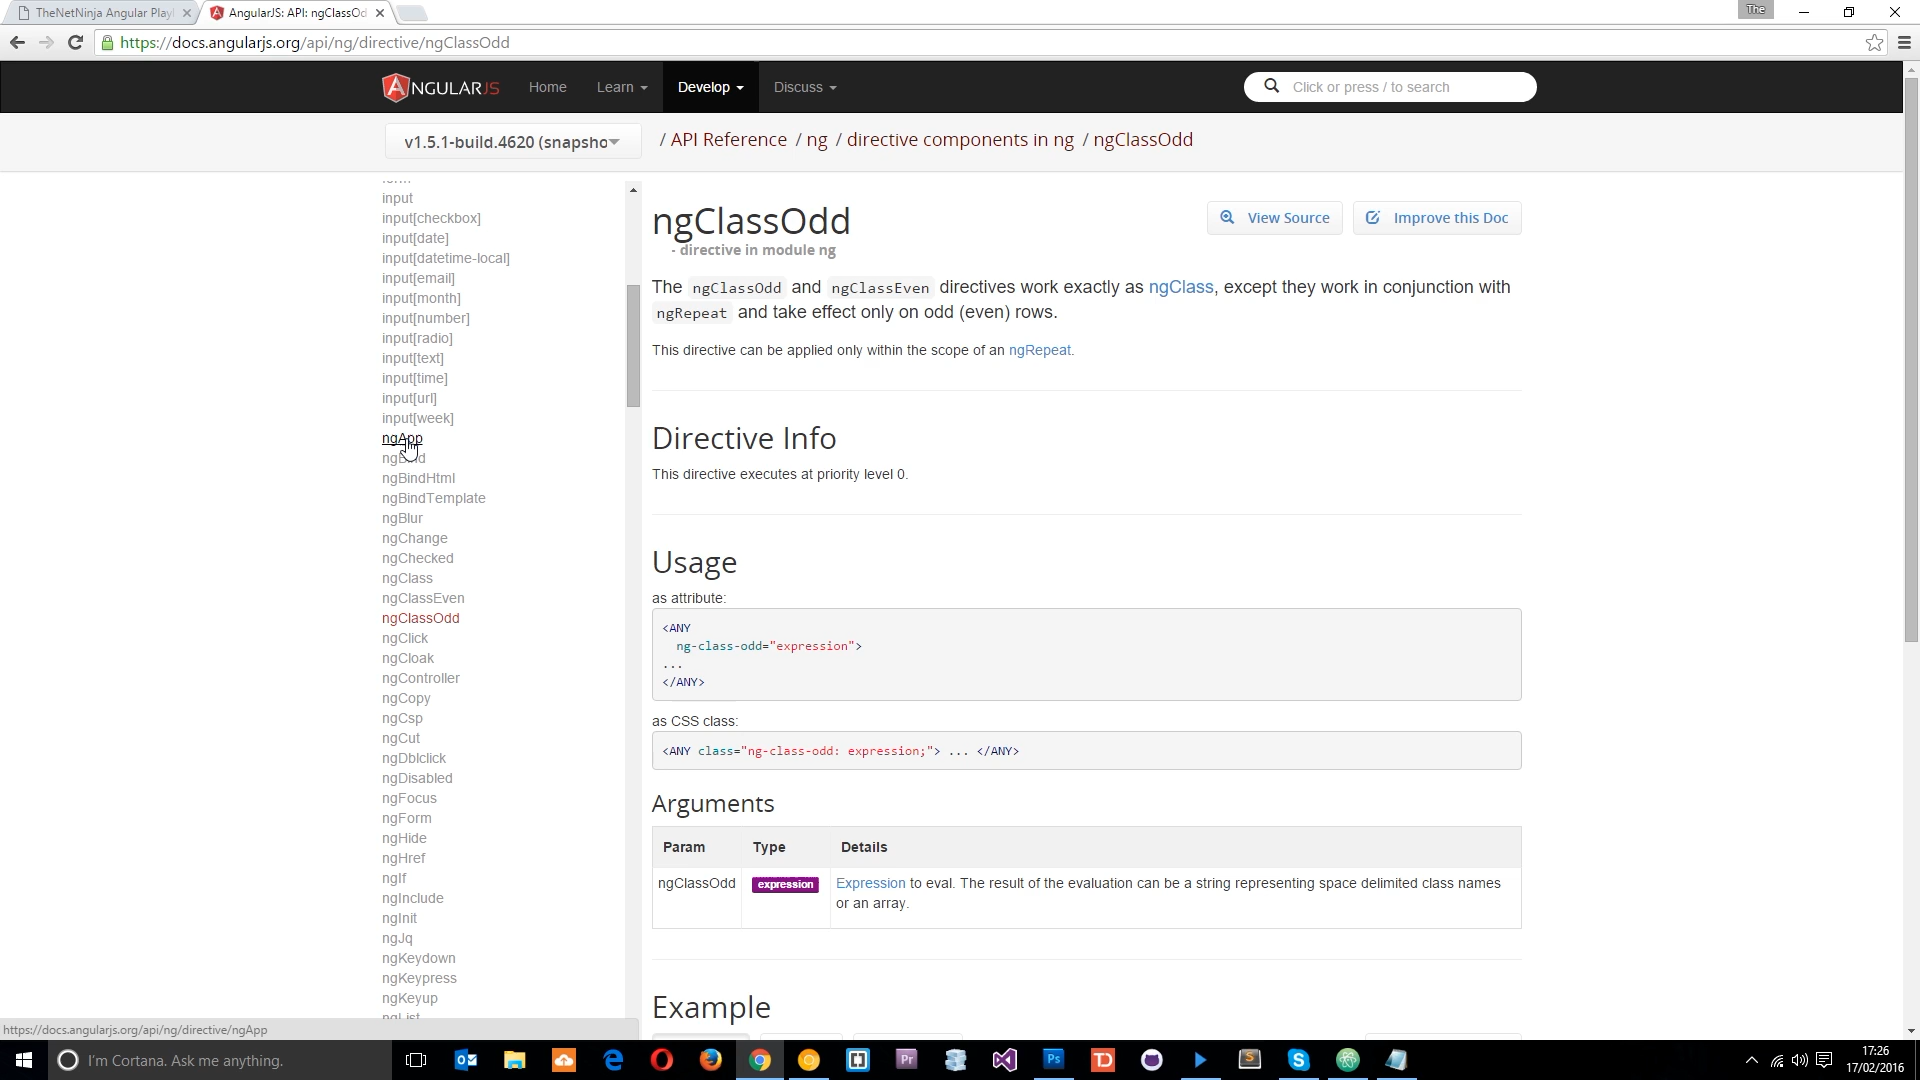 TheNetNinja Angular Play
AngularJS: API: ngClassOd
The
https://docs.angularjs.org/api/ng/directive/ngClassOdd
ANGULARJS
Home
Learn
Develop
Discuss
Click or press / to search
v1.5.1-build.4620 (snapsho
/ API Reference / ng / directive components in ng / ngClassOdd
input
input[checkbox]
input[date]
input[datetime-local]
input[email]
input[month]
input[number]
input[radio]
input[text]
input[time]
input[url]
input[week]
ngApp
ngBind
ngBindHtml
ngBindTemplate
ngBlur
ngChange
ngChecked
ngClass
ngClassEven
ngClassOdd
ngClick
ngCloak
ngController
ngCopy
ngCsp
ngCut
ngDblclick
ngDisabled
ngFocus
ngForm
ngHide
ngHref
ngIf
ngInclude
ngInit
ngJq
ngKeydown
ngKeypress
ngKeyup
ngList
ngClassOdd
- directive in module ng
View Source
Improve this Doc
The ngClassOdd and ngClassEven directives work exactly as ngClass, except they work in conjunction with
ngRepeat and take effect only on odd (even) rows.
This directive can be applied only within the scope of an ngRepeat.
Directive Info
This directive executes at priority level 0.
Usage
as attribute:
<ANY
ng-class-odd="expression">
...
</ANY>
as CSS class:
<ANY class="ng-class-odd: expression;"> ... </ANY>
Arguments
Param Type Details
ngClassOdd expression Expression to eval. The result of the evaluation can be a string representing space delimited class names
or an array.
Example
https://docs.angularjs.org/api/ng/directive/ngApp
I'm Cortana. Ask me anything.
17:26
17/02/2016